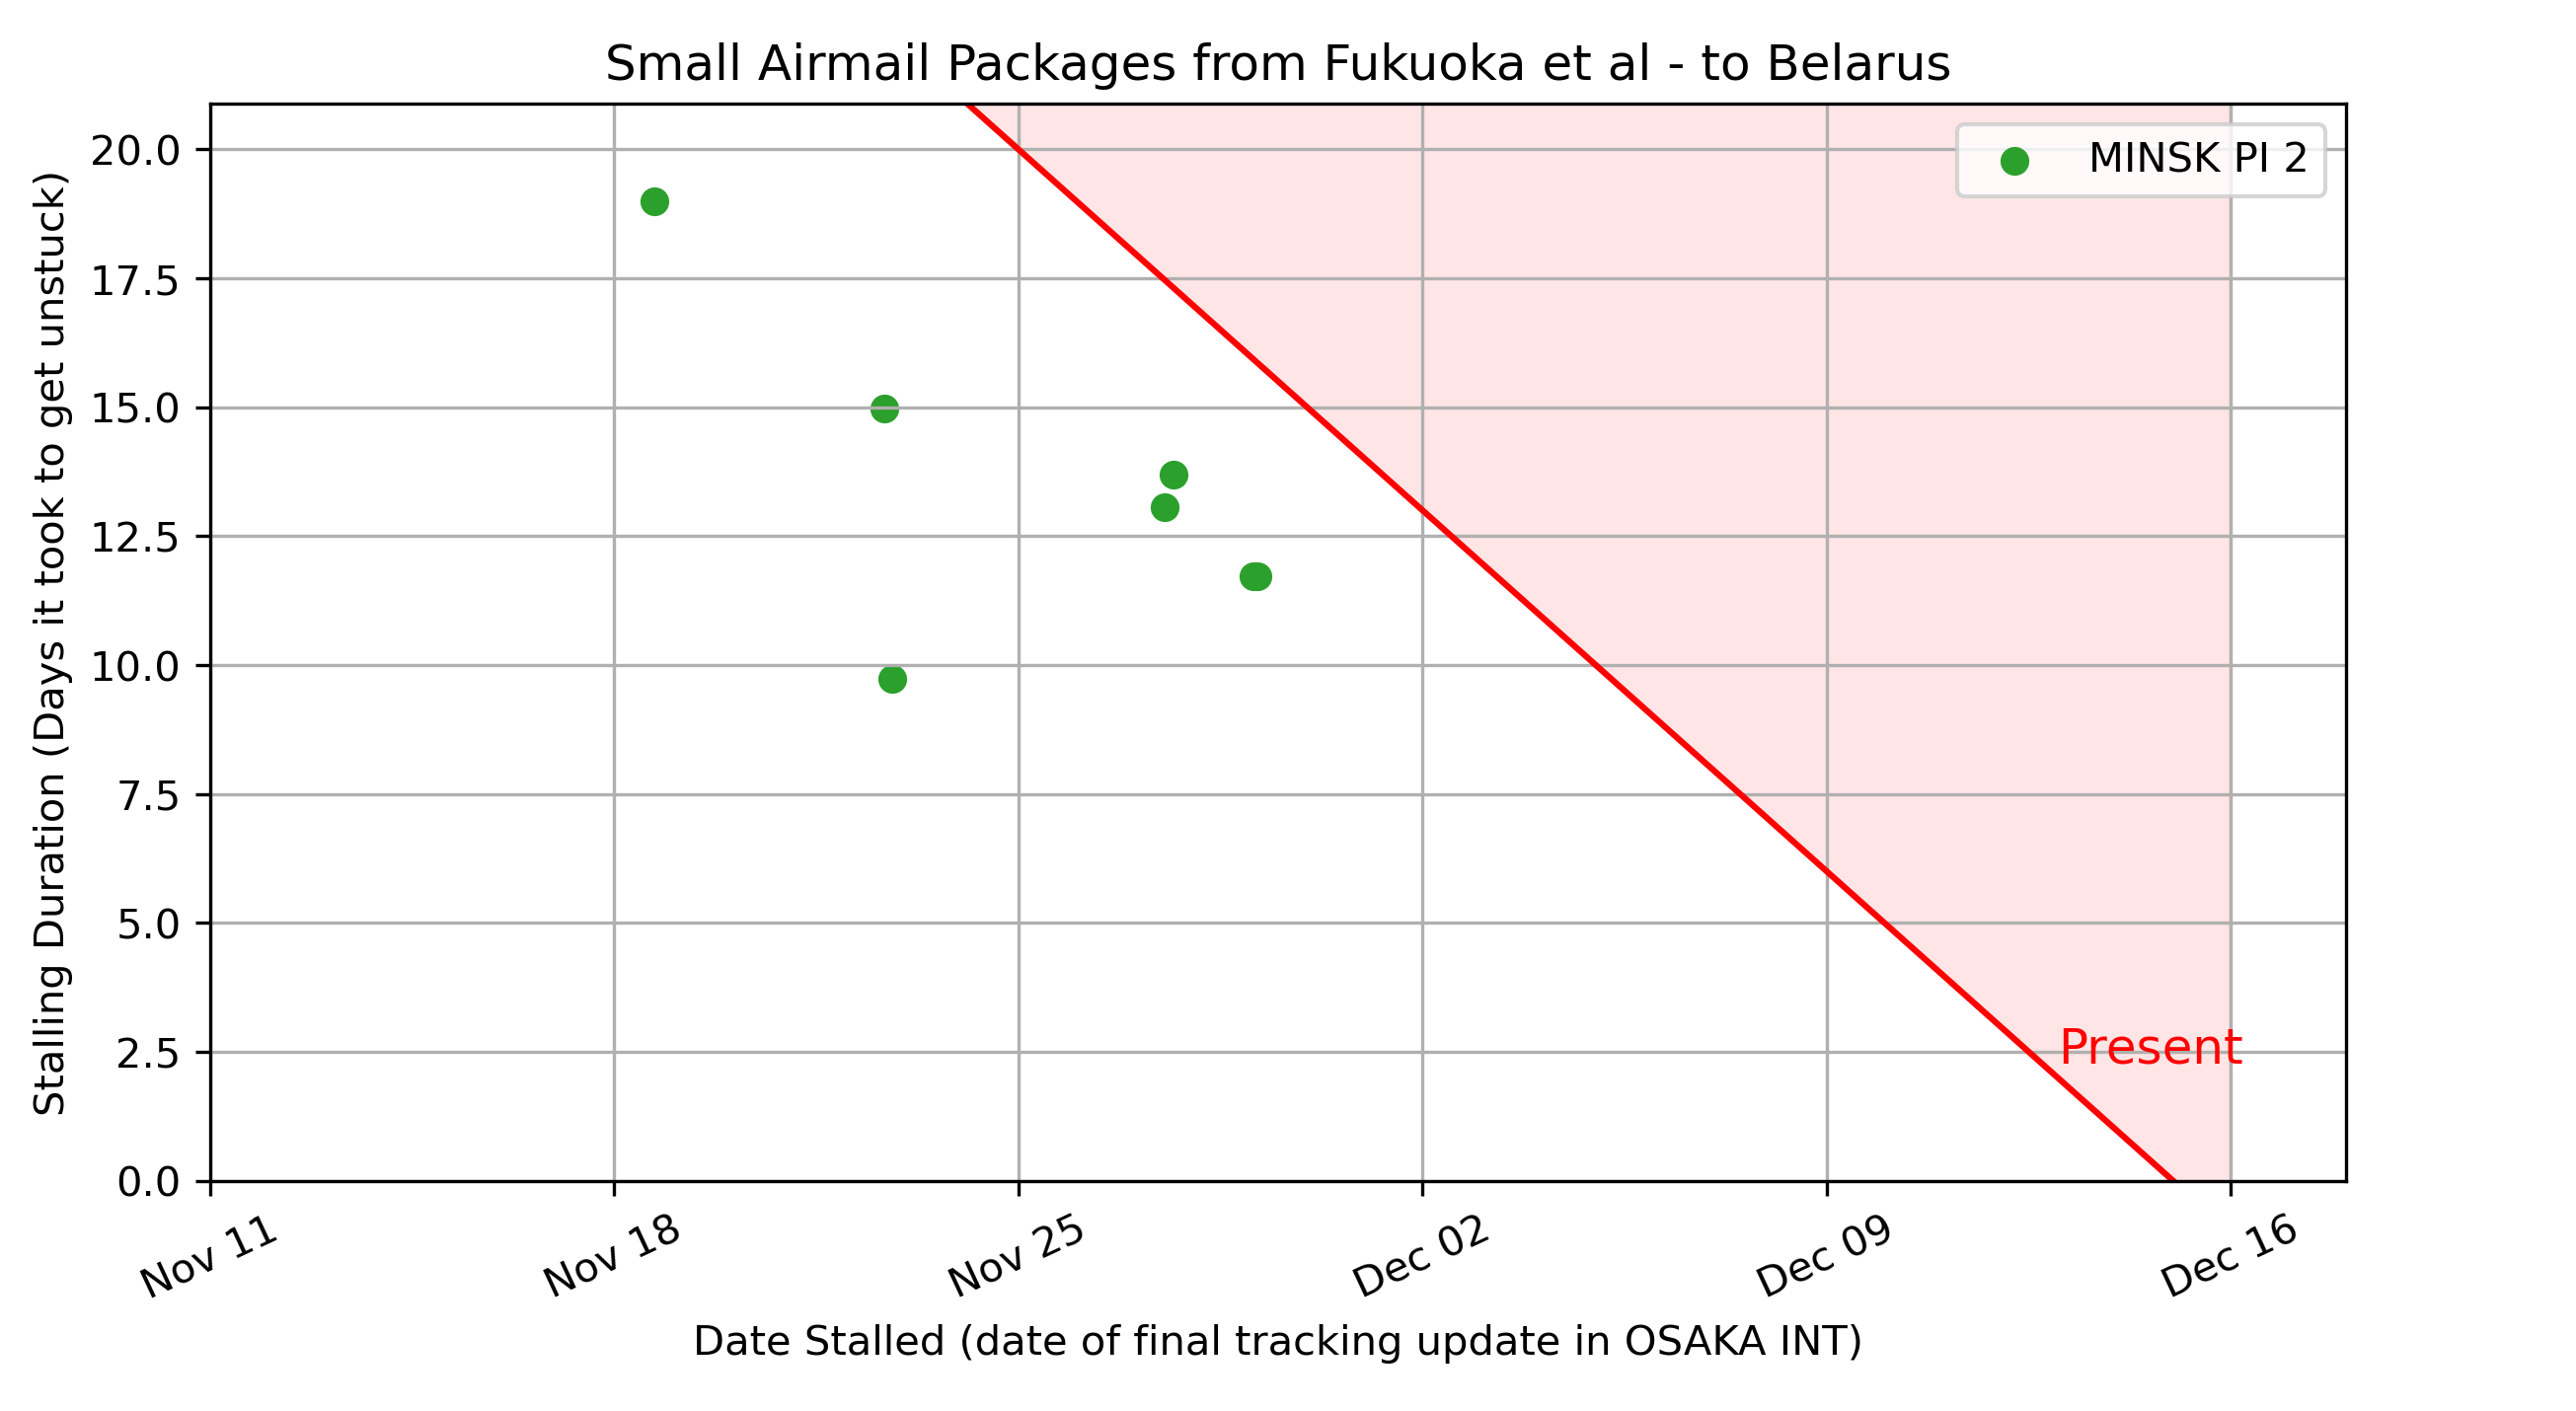 Small Airmail Packages from Fukuoka et al - to Belarus
MINSK PI 2
Stalling Duration (Days it took to get unstuck)
20.0
17.5
15.0
12.5
10.0
7.5
5.0
2.5
0.0
Present
Nov 11
Nov 18
Nov 25
Dec 02
Dec 09
Dec 16
Date Stalled (date of final tracking update in OSAKA INT)